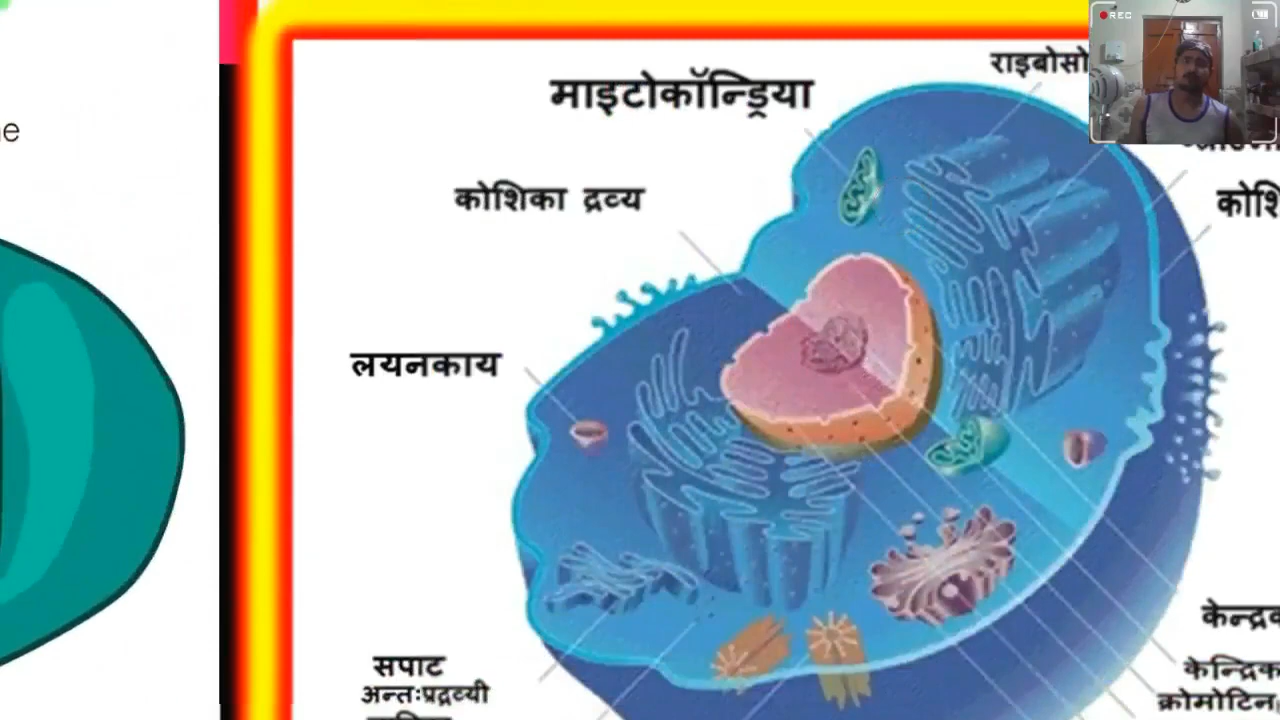 REC
राइबोसो
माइटोकॉन्ड्रिया
कोशिका द्रव्य
कोशि
लयनकाय
केन्द्रक
सपाट
केन्द्रिक
अन्तःप्रद्रव्यी
क्रोमोटिन